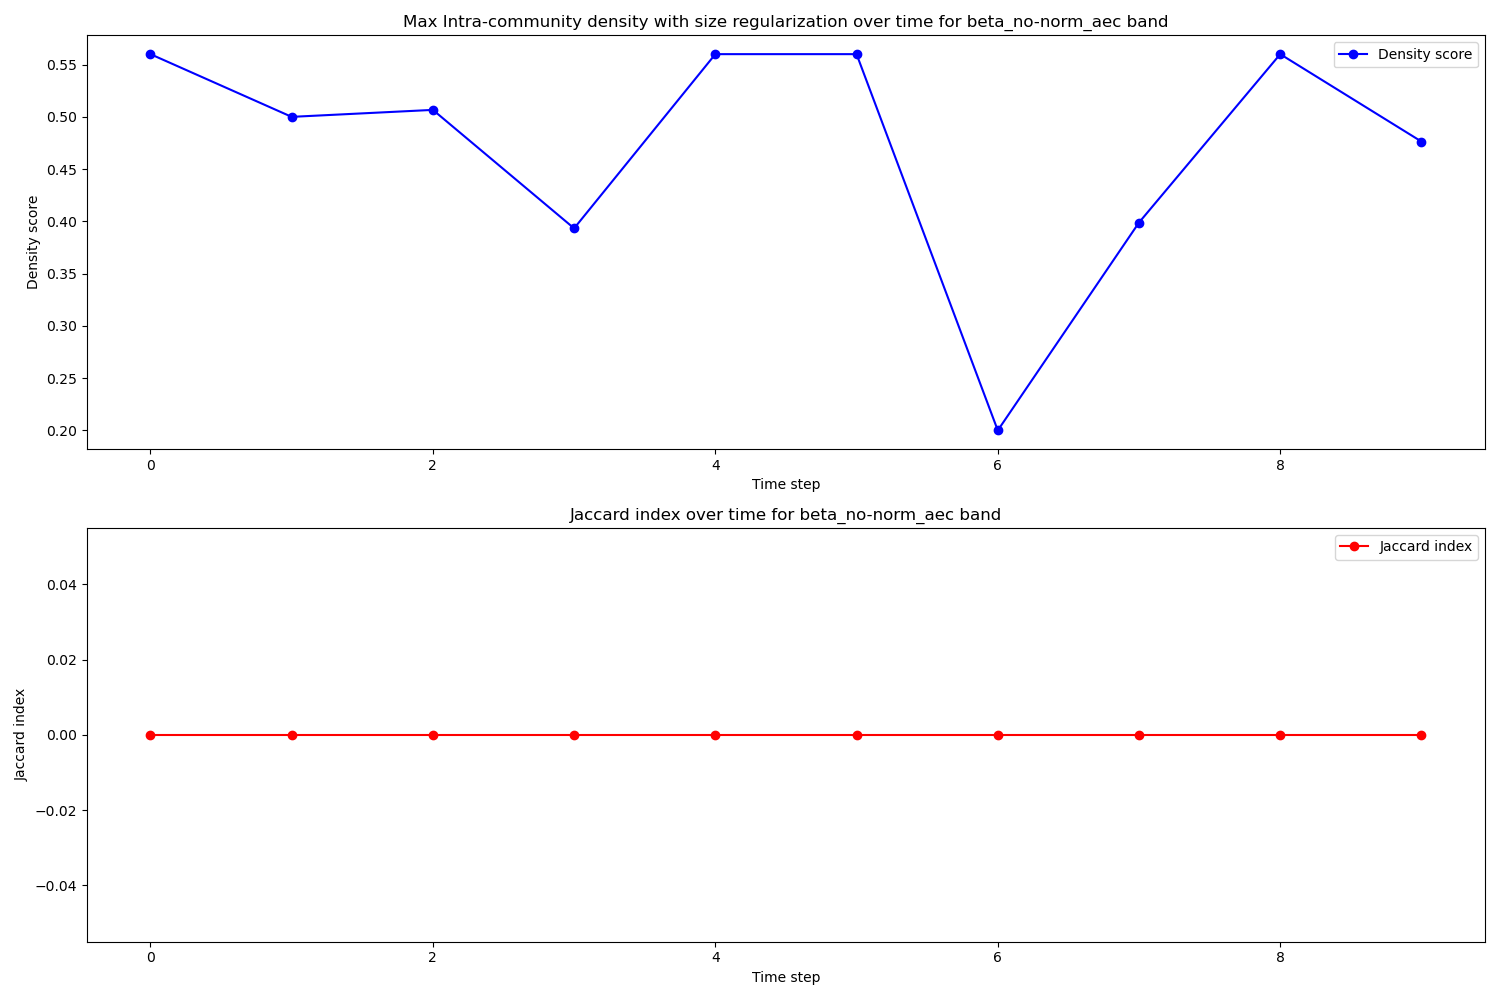 Max Intra-community density with size regularization over time for beta_no-norm_aec band
Density score
0.55
0.50
0.45
0.40
0.35
0.30
0.25
0.20
Density score
0 2 4 6 8
Time step
Jaccard index over time for beta_no-norm_aec band
Jaccard index
0.04
0.02
0.00
−0.02
−0.04
Jaccard index
0 2 4 6 8
Time step